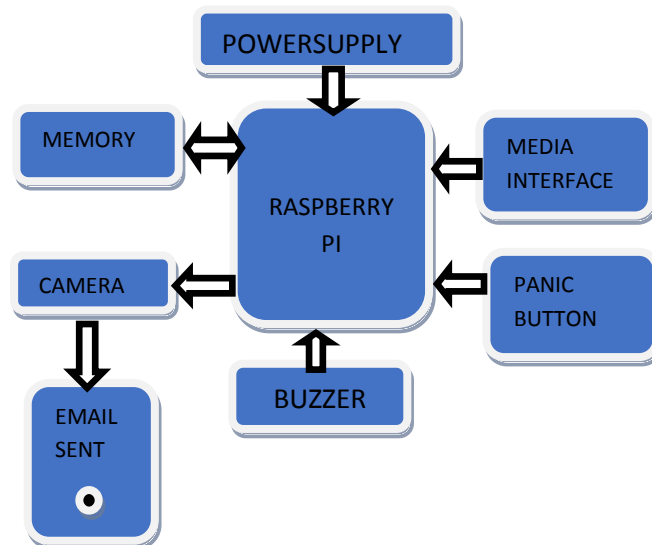 POWERSUPPLY
MEMORY
MEDIA
INTERFACE
RASPBERRY
PI
CAMERA
PANIC
BUTTON
BUZZER
EMAIL
SENT